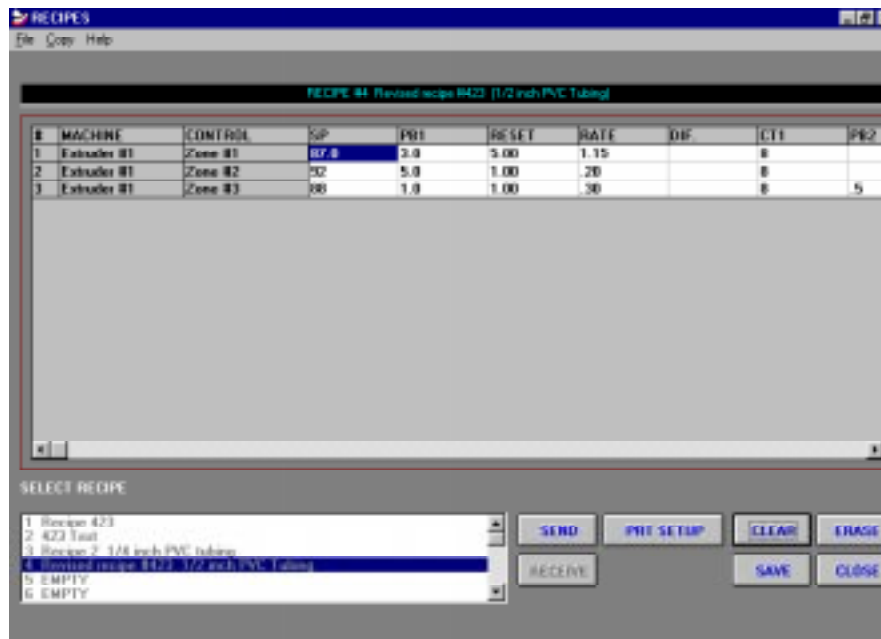 RECIPES
File Copy Help
RECIPE #4 Revised recipe #423 (1/2 inch PVC Tubing)
# MACHINE CONTROL SP PB1 RESET RATE DIF. CT1 PB2
1 Extruder #1 Zone #1 87.0 3.0 5.00 1.15 8
2 Extruder #1 Zone #2 92 5.0 1.00 .20 8
3 Extruder #1 Zone #3 88 1.0 1.00 .30 8 .5
SELECT RECIPE
1 Recipe 423
2 423 Test
3 Recipe 2 1/4 inch PVC tubing
4 Revised recipe #423 1/2 inch PVC Tubing
5 EMPTY
6 EMPTY
SEND PRT SETUP CLEAR ERASE
RECEIVE SAVE CLOSE